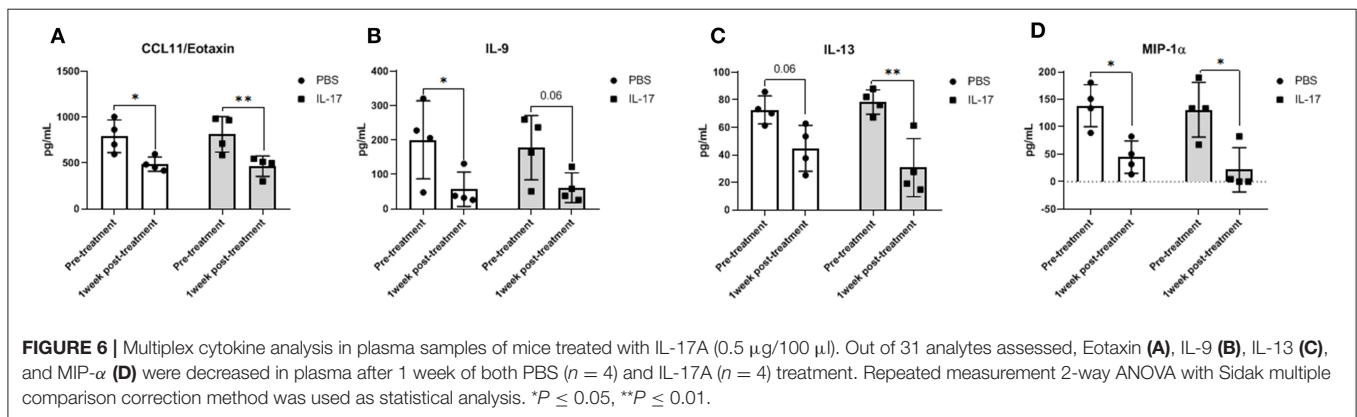 A
CCL11/Eotaxin
1500
1000
500
0
pg/mL
*
**
PBS
IL-17
Pre-treatment
1week post-treatment
Pre-treatment
1week post-treatment
B
IL-9
400
300
200
100
0
pg/mL
*
0.06
PBS
IL-17
Pre-treatment
1week post-treatment
Pre-treatment
1week post-treatment
C
IL-13
100
80
60
40
20
0
pg/mL
0.06
**
PBS
IL-17
Pre-treatment
1week post-treatment
Pre-treatment
1week post-treatment
D
MIP-1α
200
150
100
50
0
-50
pg/mL
*
*
PBS
IL-17
Pre-treatment
1week post-treatment
Pre-treatment
1week post-treatment
FIGURE 6 | Multiplex cytokine analysis in plasma samples of mice treated with IL-17A (0.5 μg/100 μl). Out of 31 analytes assessed, Eotaxin (A), IL-9 (B), IL-13 (C),
and MIP-α (D) were decreased in plasma after 1 week of both PBS (n = 4) and IL-17A (n = 4) treatment. Repeated measurement 2-way ANOVA with Sidak multiple
comparison correction method was used as statistical analysis. *P ≤ 0.05, **P ≤ 0.01.